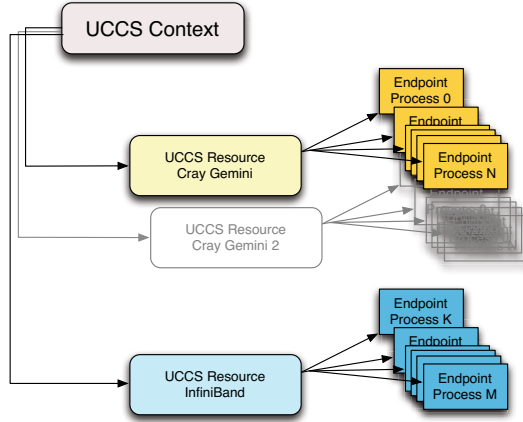 UCCS Context
Endpoint
Process 0
Endpoint
UCCS Resource
Cray Gemini
Endpoint
Process N
Endpoint
UCCS Resource
Cray Gemini 2
Endpoint
Process K
Endpoint
UCCS Resource
InfiniBand
Endpoint
Process M